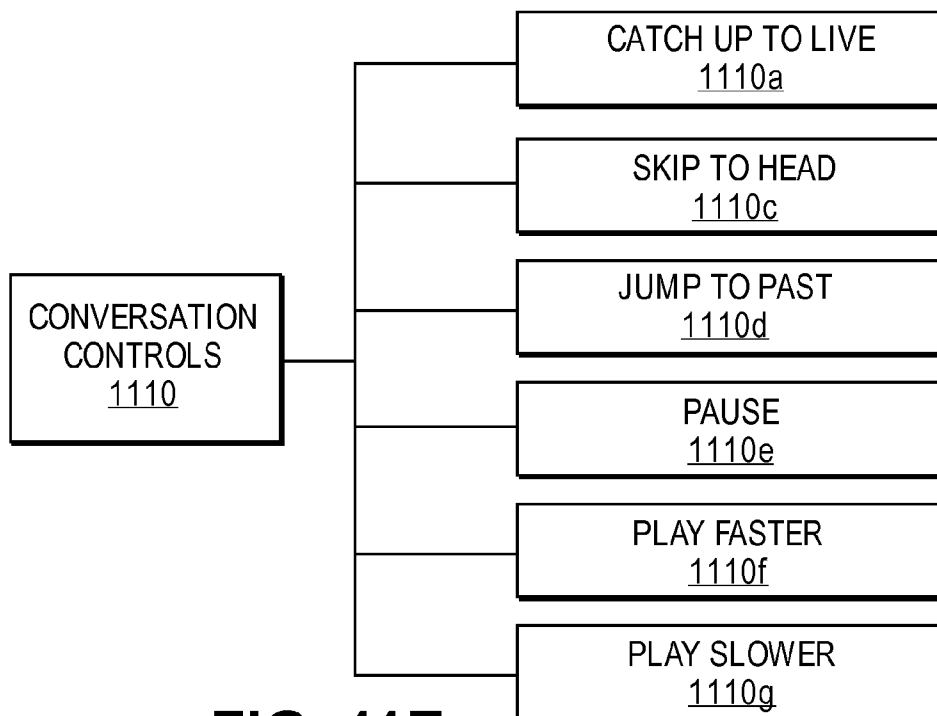 CATCH UP TO LIVE
1110a
SKIP TO HEAD
1110c
JUMP TO PAST
1110d
CONVERSATION
CONTROLS
1110
PAUSE
1110e
PLAY FASTER
1110f
PLAY SLOWER
1110g